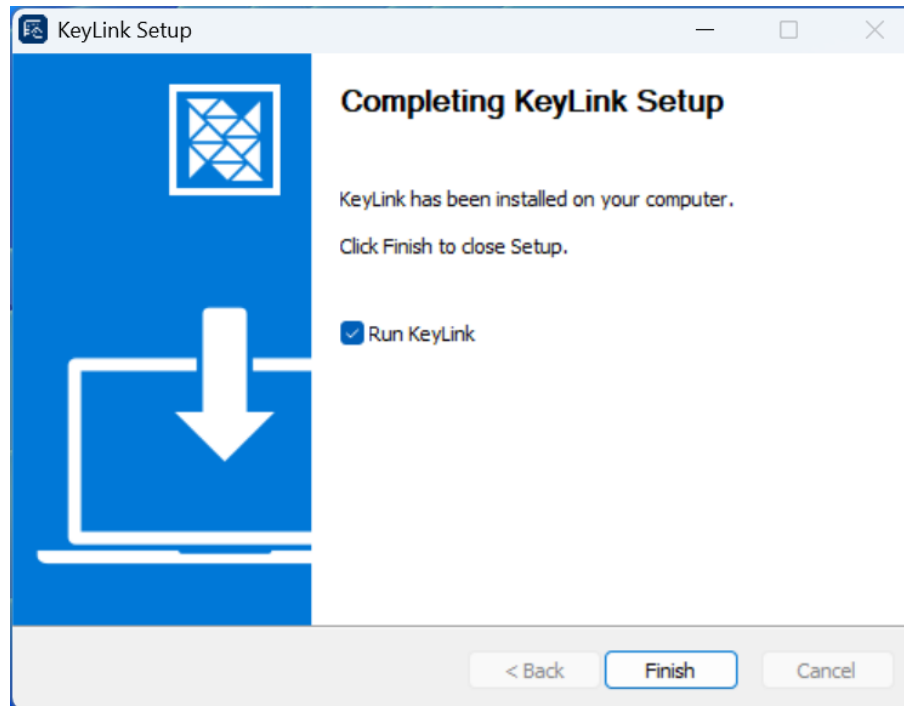 KeyLink Setup
Completing KeyLink Setup
KeyLink has been installed on your computer.
Click Finish to close Setup.
Run KeyLink
< Back Finish Cancel